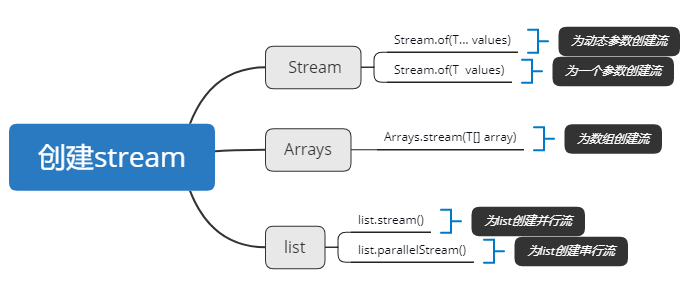 创建stream
Stream
Stream.of(T... values)
为动态参数创建流
Stream.of(T values)
为一个参数创建流
Arrays
Arrays.stream(T[] array)
为数组创建流
list
list.stream()
为list创建并行流
list.parallelStream()
为list创建串行流